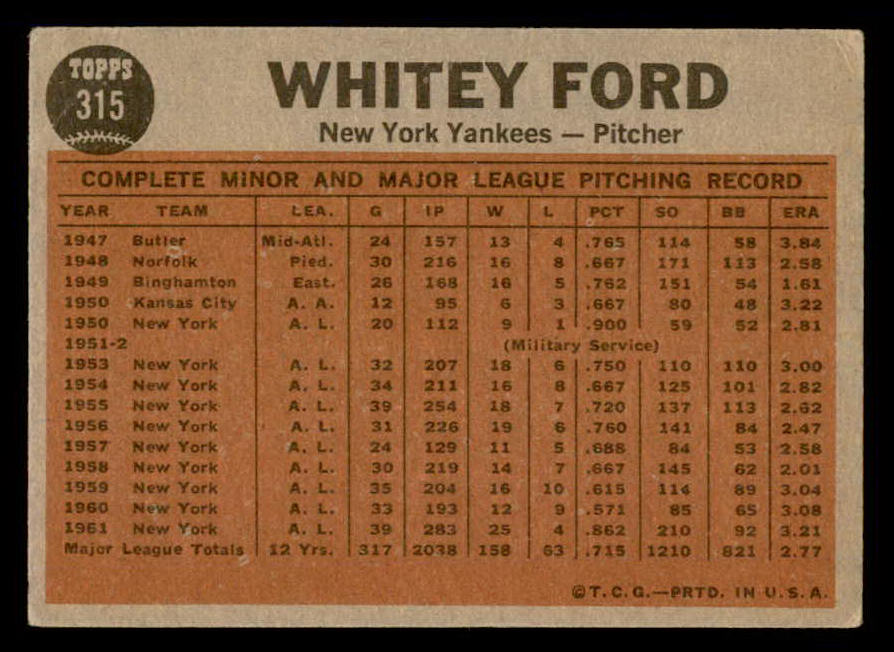 TOPPS
315
WHITEY FORD
New York Yankees — Pitcher
COMPLETE MINOR AND MAJOR LEAGUE PITCHING RECORD
YEAR TEAM LEA. G IP W L PCT SO BB ERA
1947 Butler Mid-Atl. 24 157 13 4 .765 114 58 3.84
1948 Norfolk Pied. 30 216 16 8 .667 171 113 2.58
1949 Binghamton East. 26 168 16 5 .762 151 54 1.61
1950 Kansas City A. A. 12 95 6 3 .667 80 48 3.22
1950 New York A. L. 20 112 9 1 .900 59 52 2.81
1951-2 (Military Service)
1953 New York A. L. 32 207 18 6 .750 110 110 3.00
1954 New York A. L. 34 211 16 8 .667 125 101 2.82
1955 New York A. L. 39 254 18 7 .720 137 113 2.62
1956 New York A. L. 31 226 19 6 .760 141 84 2.47
1957 New York A. L. 24 129 11 5 .688 84 53 2.58
1958 New York A. L. 30 219 14 7 .667 145 62 2.01
1959 New York A. L. 35 204 16 10 .615 114 89 3.04
1960 New York A. L. 33 193 12 9 .571 85 65 3.08
1961 New York A. L. 39 283 25 4 .862 210 92 3.21
Major League Totals 12 Yrs. 317 2038 158 63 .715 1210 821 2.77
©T.C.G.—PRTD. IN U.S.A.